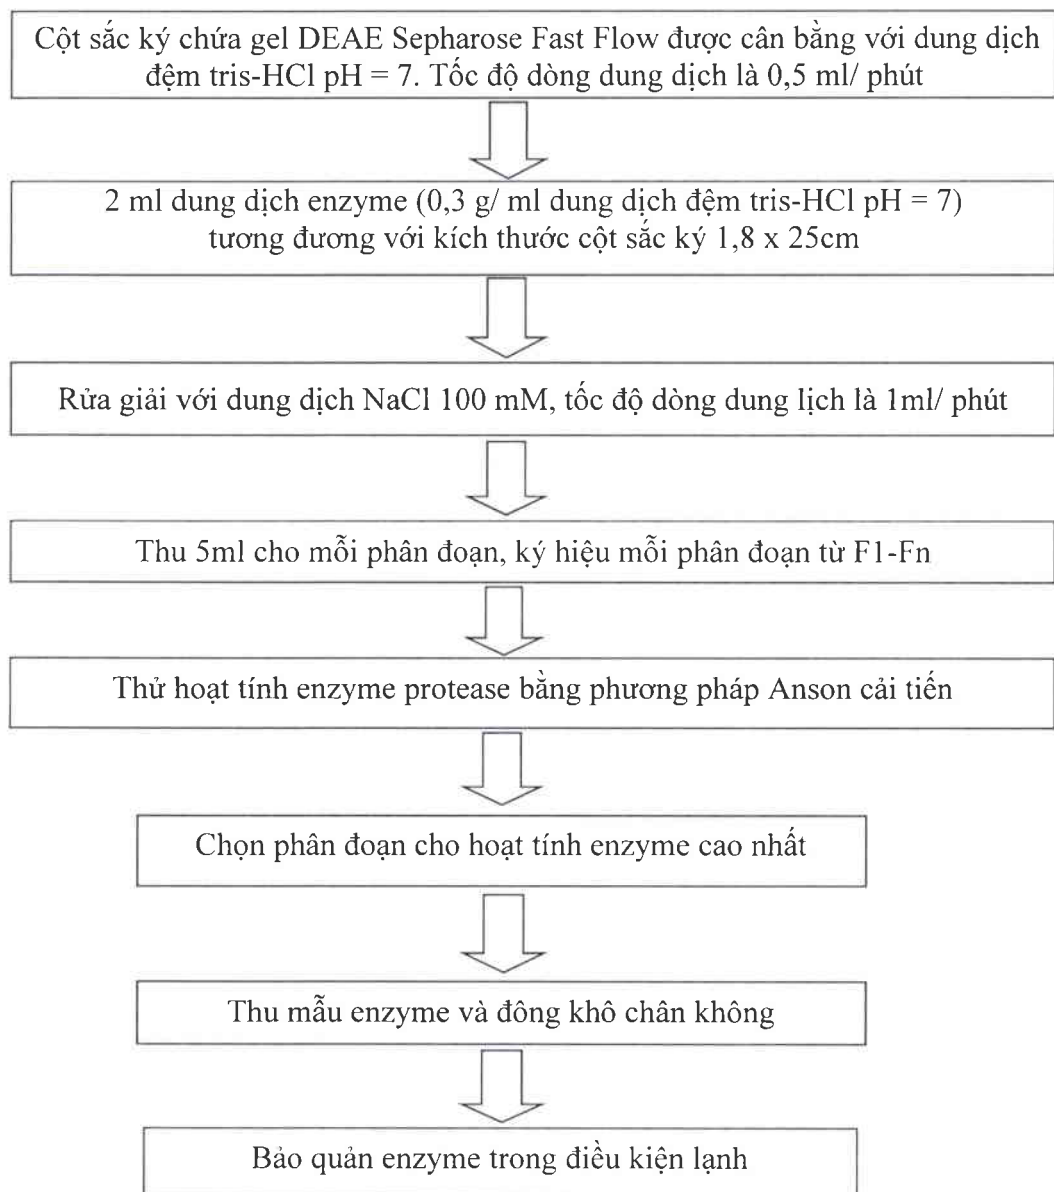 Cột sắc ký chứa gel DEAE Sepharose Fast Flow được cân bằng với dung dịch
đệm tris-HCl pH = 7. Tốc độ dòng dung dịch là 0,5 ml/ phút
2 ml dung dịch enzyme (0,3 g/ ml dung dịch đệm tris-HCl pH = 7)
tương đương với kích thước cột sắc ký 1,8 x 25cm
Rửa giải với dung dịch NaCl 100 mM, tốc độ dòng dung lịch là 1ml/ phút
Thu 5ml cho mỗi phân đoạn, ký hiệu mỗi phân đoạn từ F1-Fn
Thử hoạt tính enzyme protease bằng phương pháp Anson cải tiến
Chọn phân đoạn cho hoạt tính enzyme cao nhất
Thu mẫu enzyme và đông khô chân không
Bảo quản enzyme trong điều kiện lạnh